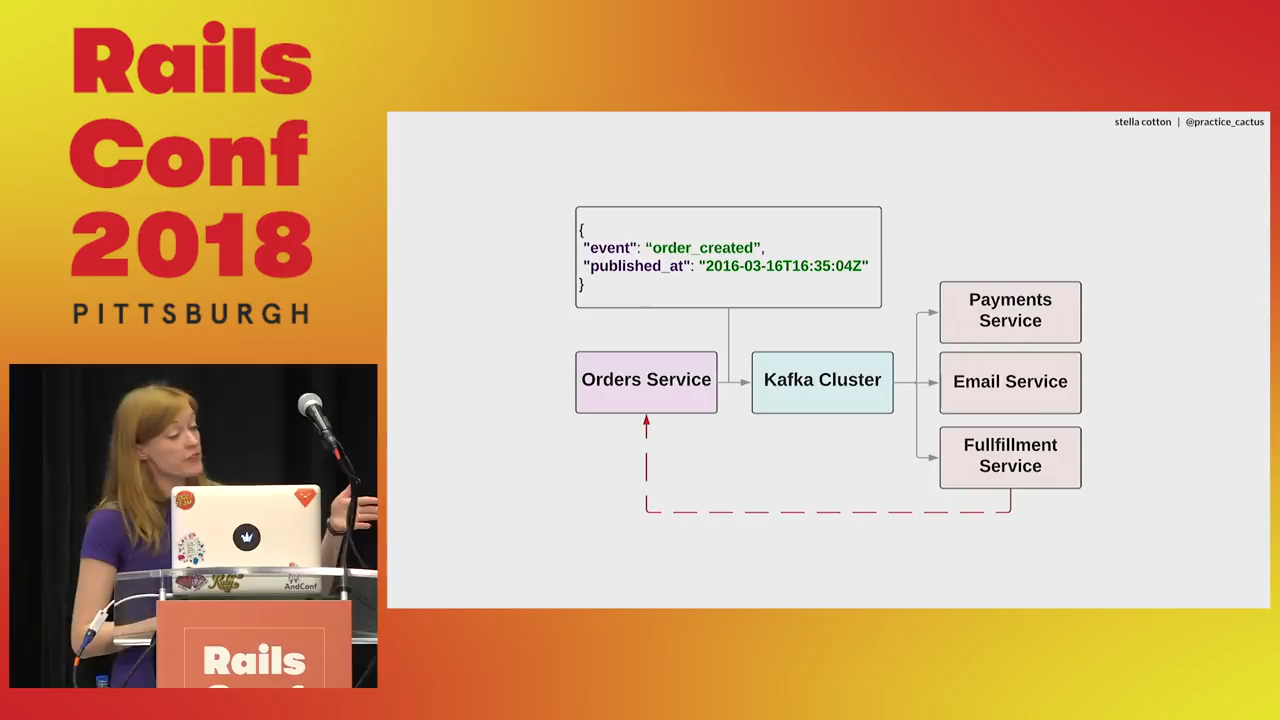 Rails
Conf
2018
PITTSBURGH
stella cotton | @practice_cactus
{
"event": “order_created”,
"published_at": "2016-03-16T16:35:04Z"
}
Orders Service
Kafka Cluster
Payments
Service
Email Service
Fullfillment
Service
Ruby
AndConf
Rails